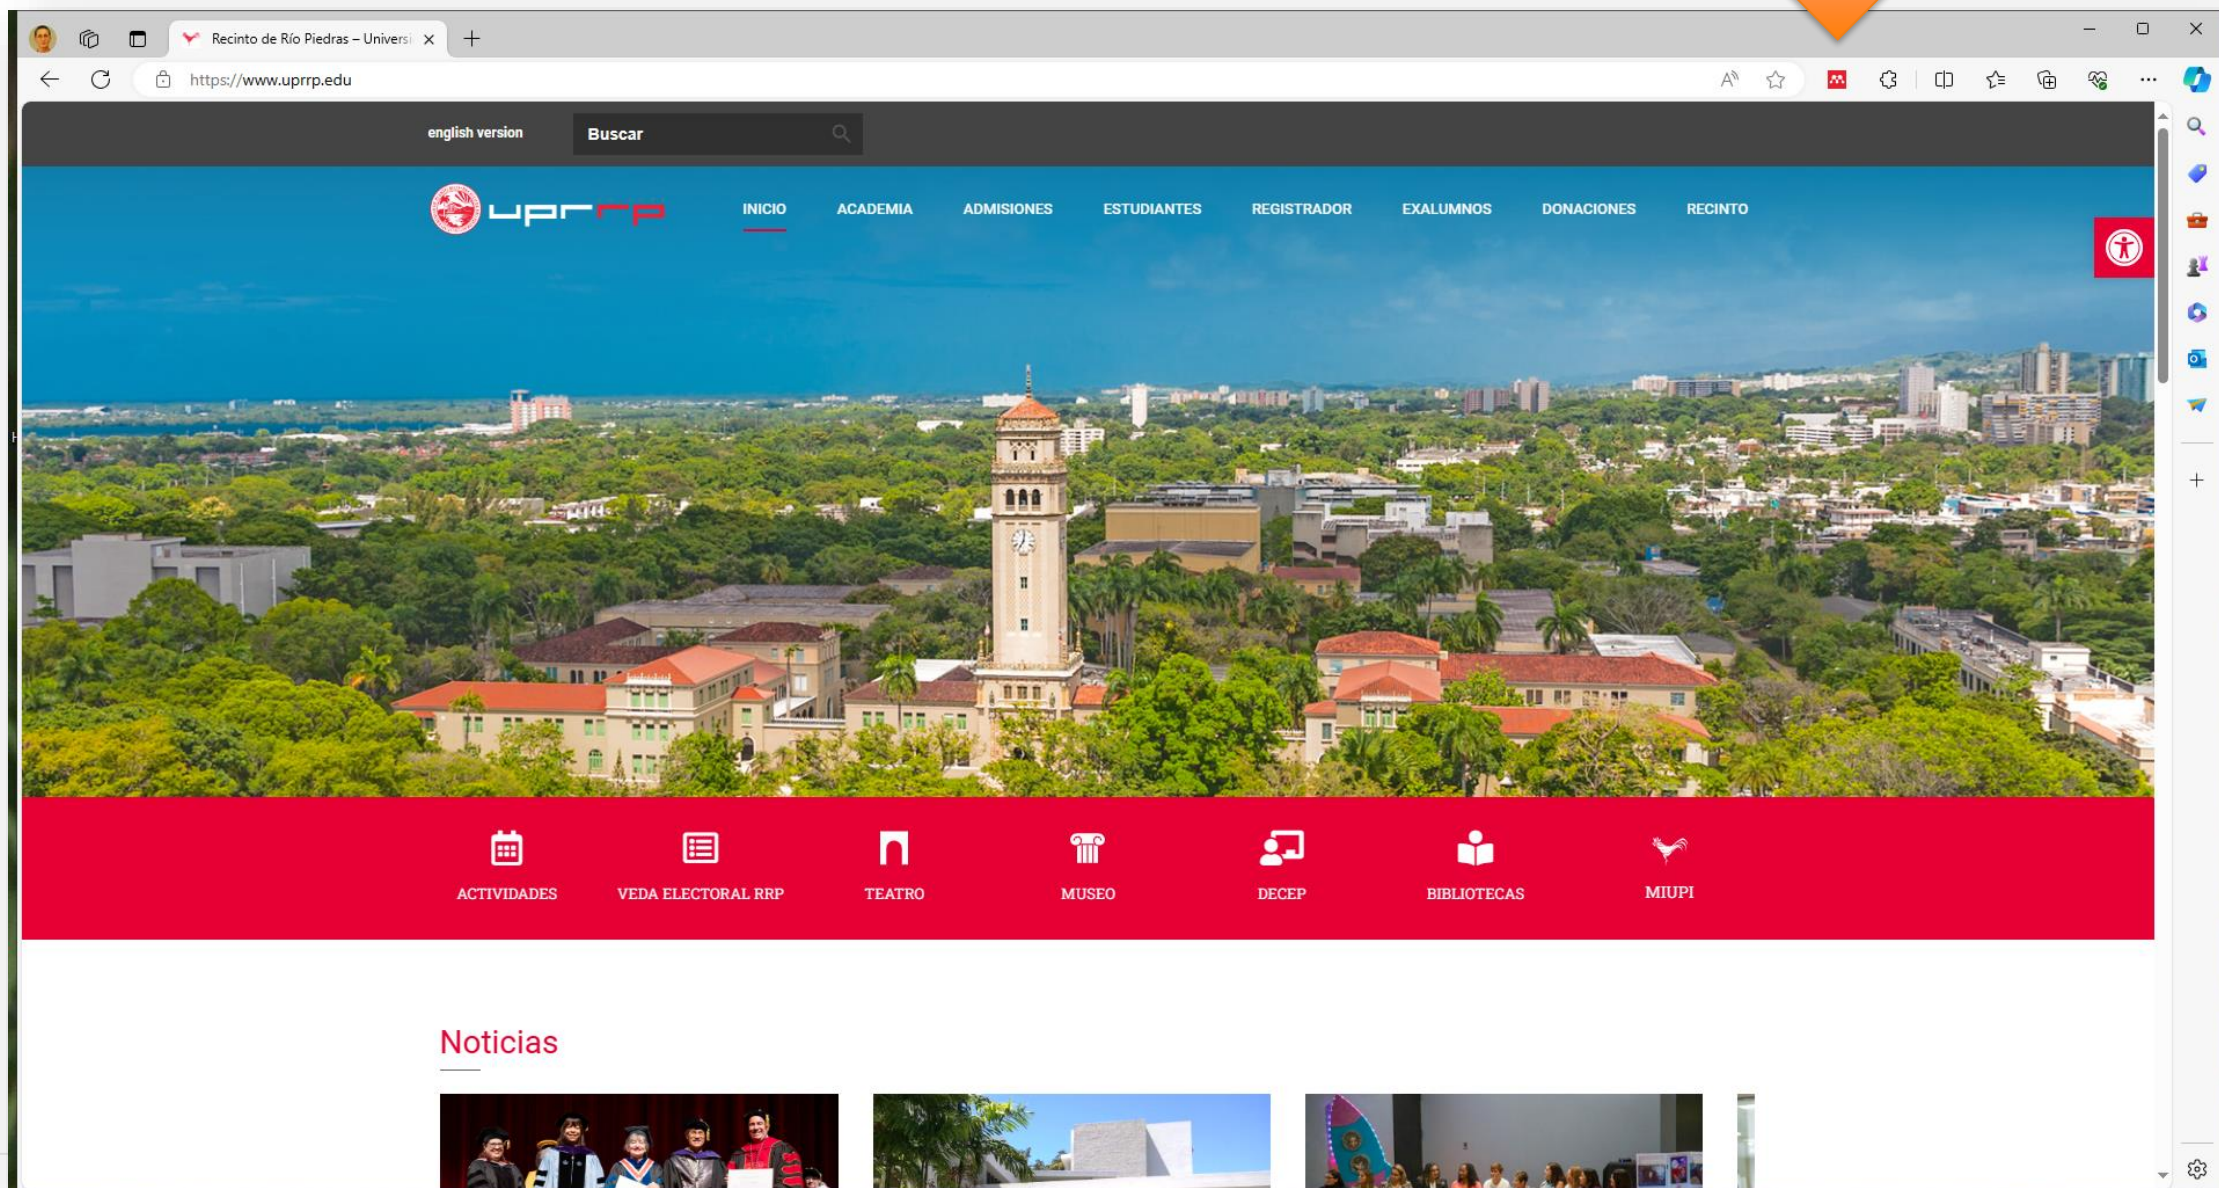 Recinto de Río Piedras – Universi
https://www.uprrp.edu
english version
Buscar
uprrp
INICIO
ACADEMIA
ADMISIONES
ESTUDIANTES
REGISTRADOR
EXALUMNOS
DONACIONES
RECINTO
ACTIVIDADES
VEDA ELECTORAL RRP
TEATRO
MUSEO
DECEP
BIBLIOTECAS
MIUPI
Noticias